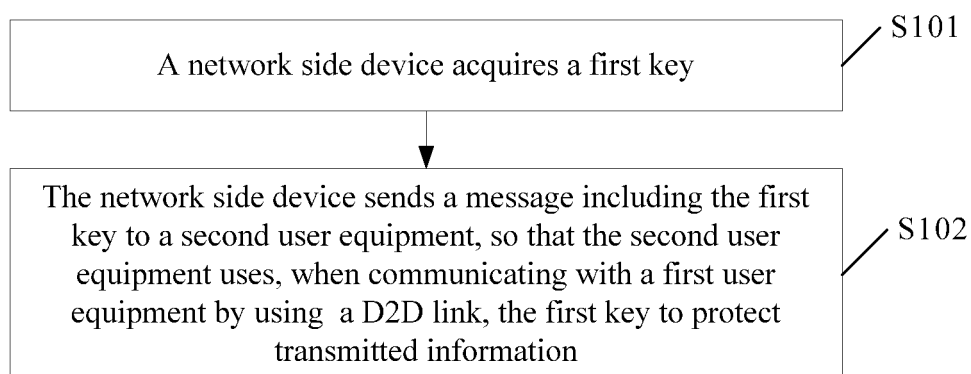 A network side device acquires a first key
S101
The network side device sends a message including the first
key to a second user equipment, so that the second user
equipment uses, when communicating with a first user
equipment by using a D2D link, the first key to protect
transmitted information
S102